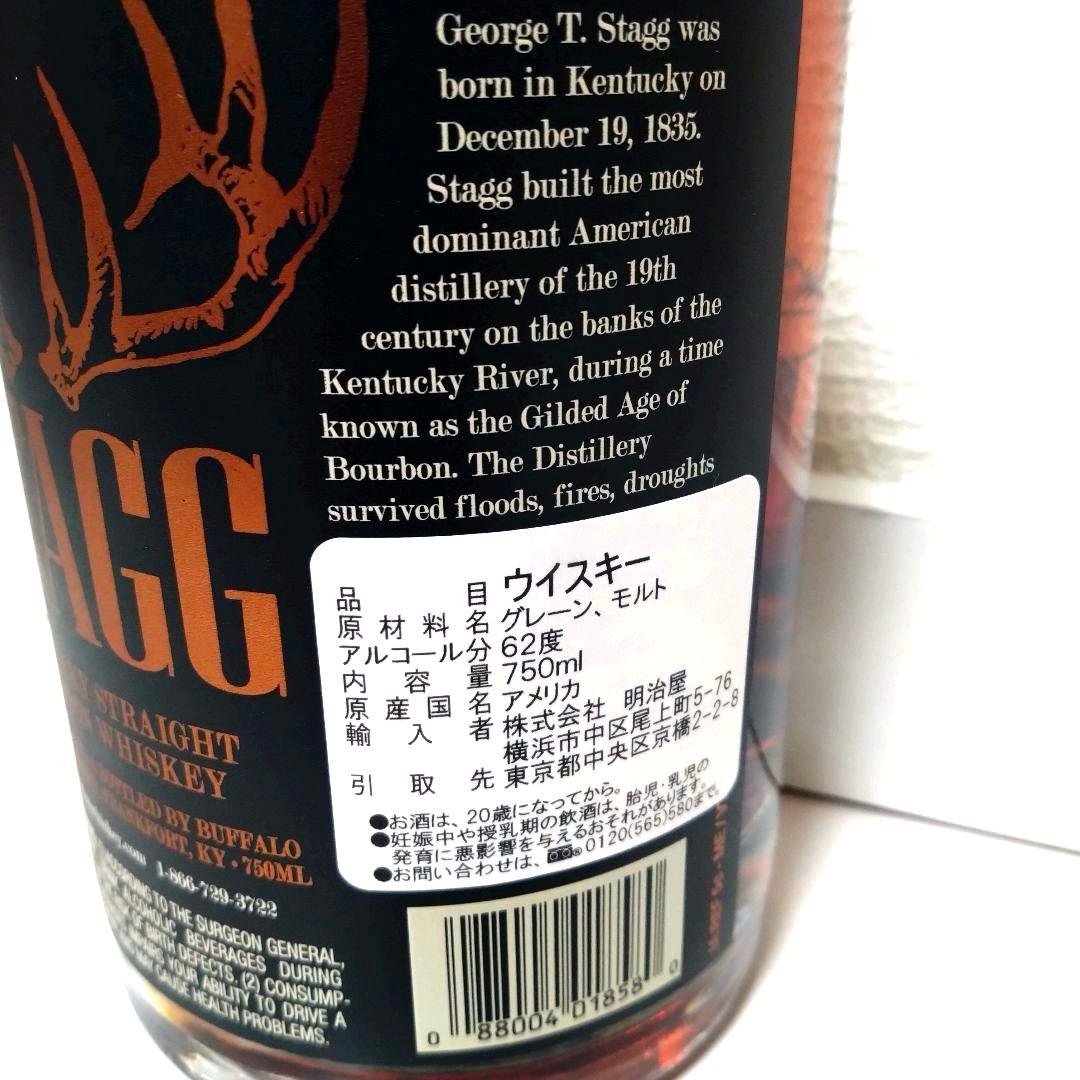 George T. Stagg was
born in Kentucky on
December 19, 1835.
Stagg built the most
dominant American
distillery of the 19th
century on the banks of the
Kentucky River, during a time
known as the Gilded Age of
Bourbon. The Distillery
survived floods, fires, droughts
AGG
STRAIGHT
WHISKEY
BY BUFFALO
KY • 750ML
1-866-729-3722
TO THE SURGEON GENERAL,
ALCOHOLIC BEVERAGES DURING
OF BIRTH DEFECTS. (2) CONSUMP-
YOUR ABILITY TO DRIVE A
MAY CAUSE HEALTH PROBLEMS.
品目 ウイスキー
原材料名 グレーン、モルト
アルコール分 62度
内容量 750ml
原産国名 アメリカ
輸入者 株式会社 明治屋
横浜市中区尾上町5-76
引取先 東京都中央区京橋2-2-8
●お酒は、20歳になってから。
●妊娠中や授乳期の飲酒は、胎児・乳児の
発育に悪影響を与えるおそれがあります。
●お問い合わせは、0120(565)580まで。
0 88004 01858 0